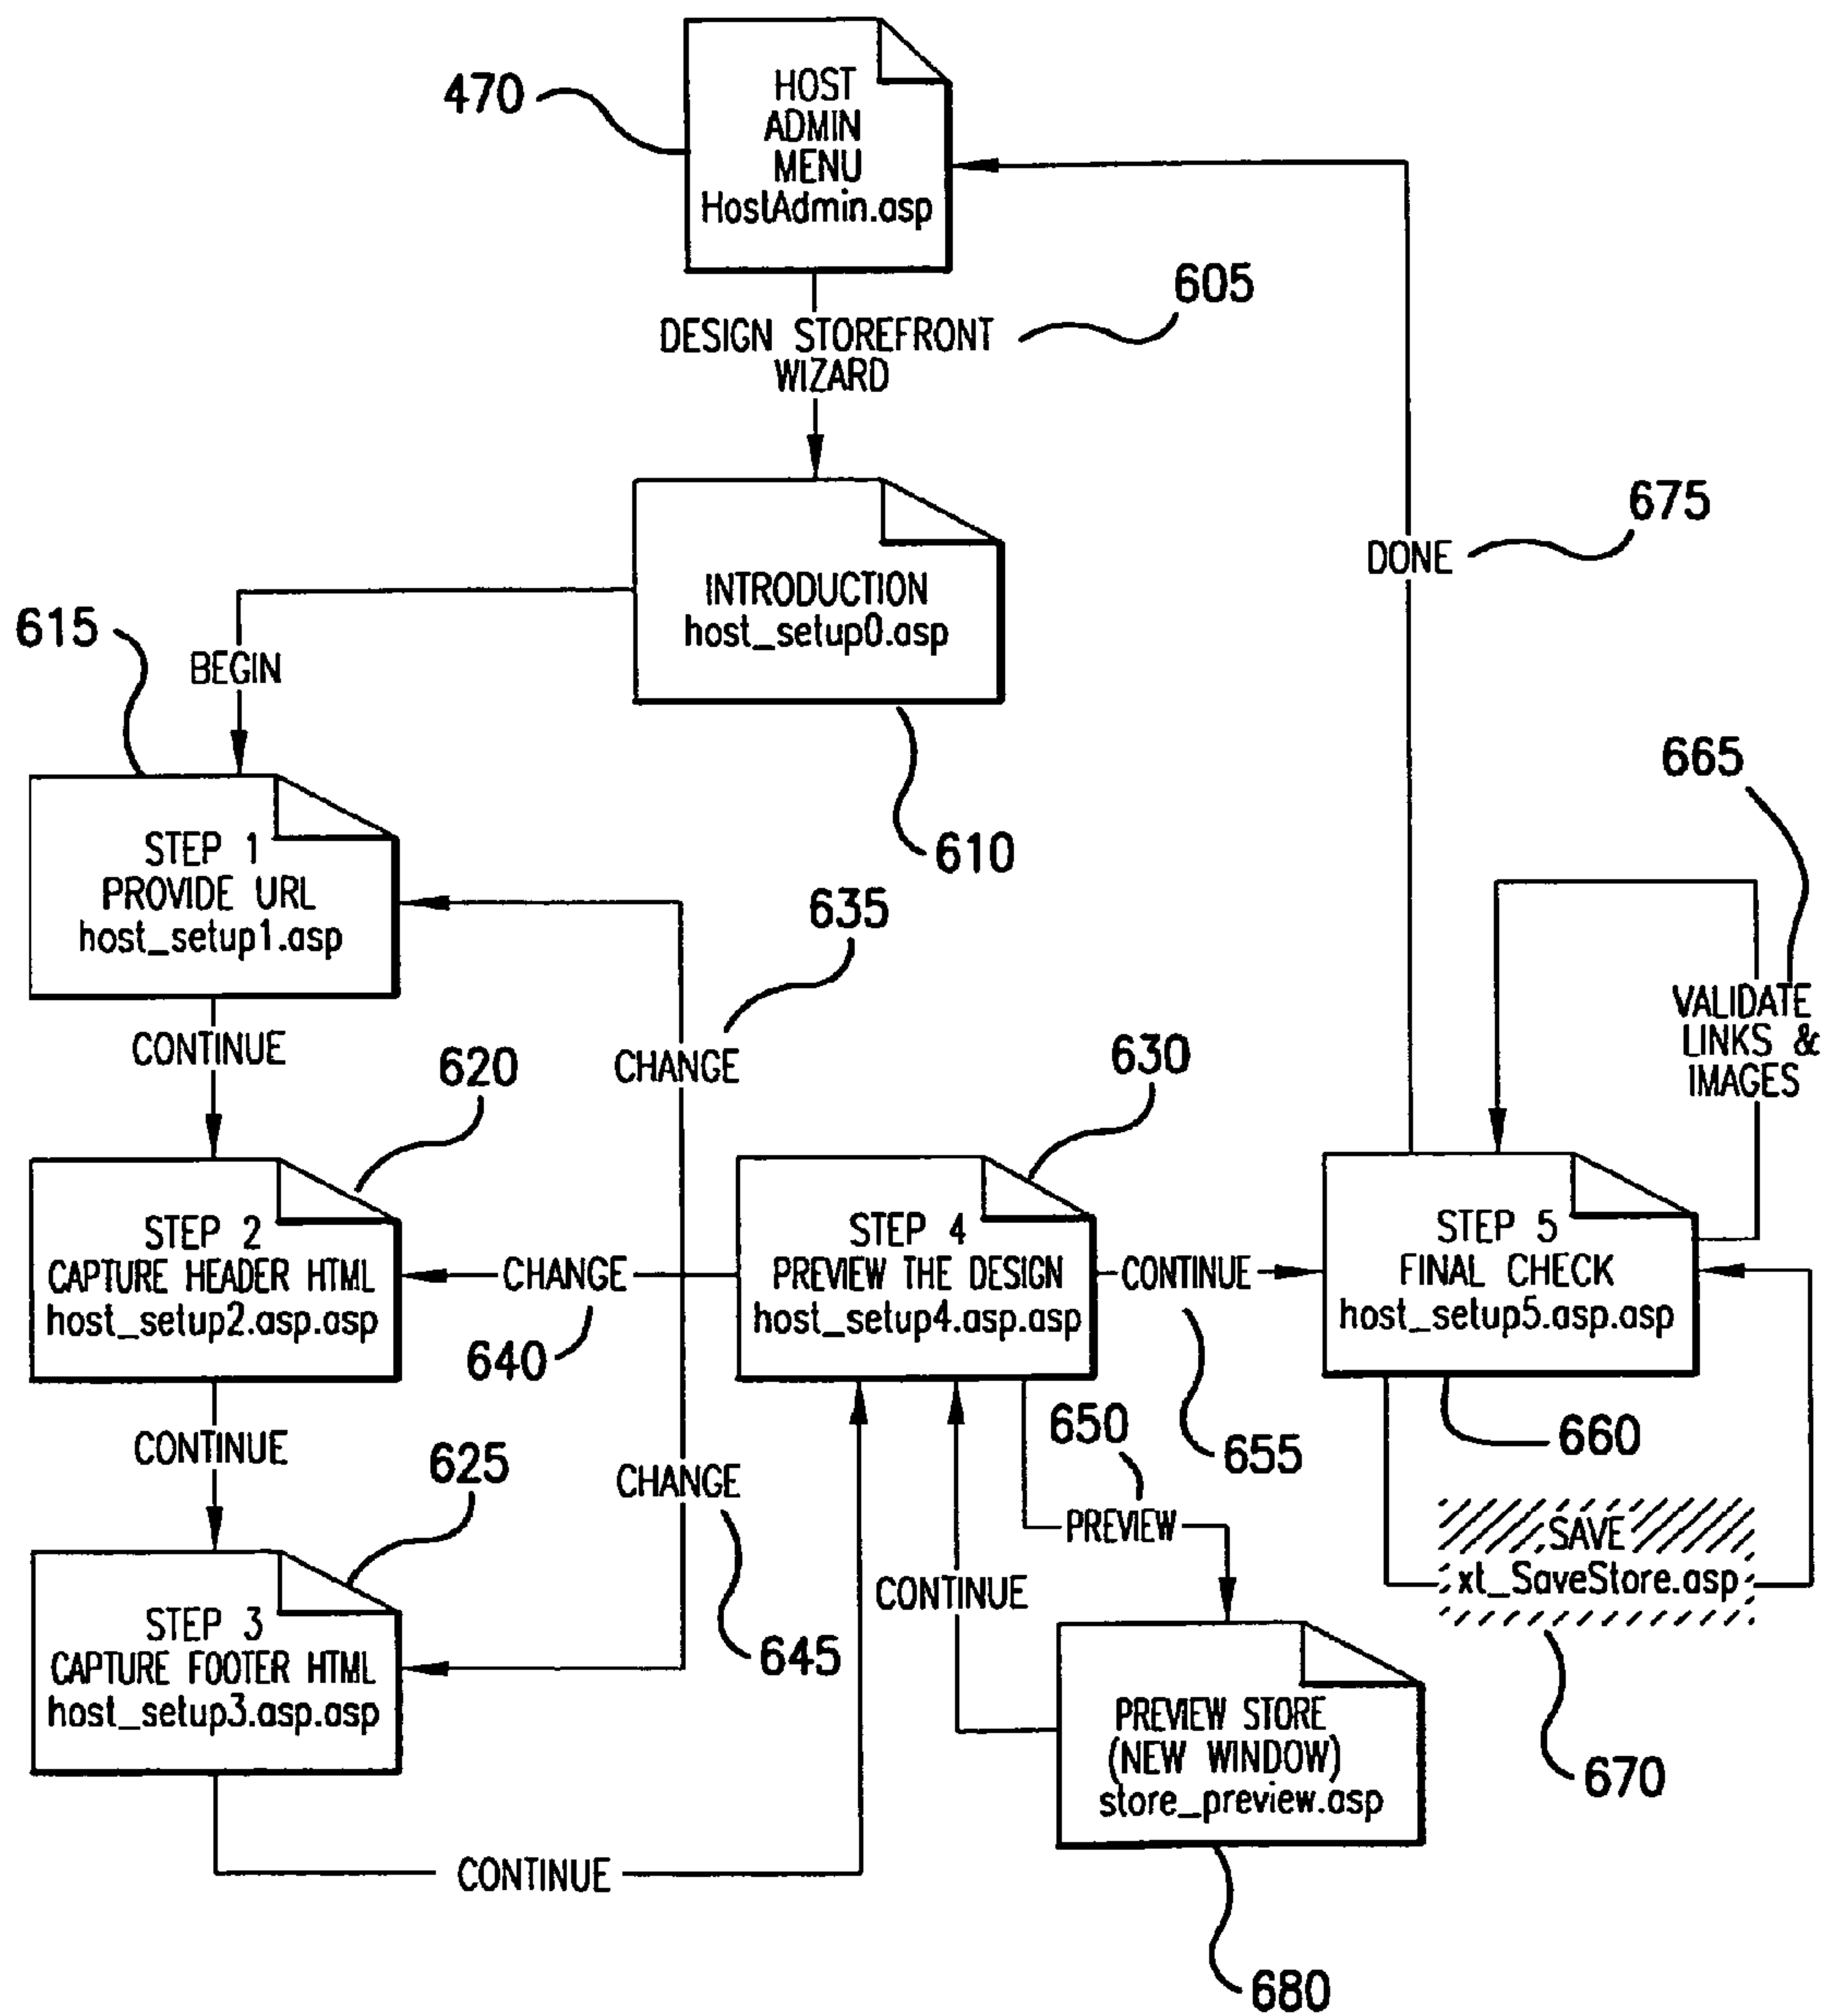 470
HOST
ADMIN
MENU
HostAdmin.asp
605
DESIGN STOREFRONT
WIZARD
675
DONE
INTRODUCTION
host_setup0.asp
610
615
BEGIN
STEP 1
PROVIDE URL
host_setup1.asp
635
CHANGE
665
VALIDATE
LINKS &
IMAGES
CONTINUE
620
STEP 2
CAPTURE HEADER HTML
host_setup2.asp.asp
CHANGE
640
630
STEP 4
PREVIEW THE DESIGN
host_setup4.asp.asp
CONTINUE
655
STEP 5
FINAL CHECK
host_setup5.asp.asp
660
CONTINUE
625
CHANGE
645
650
PREVIEW
CONTINUE
SAVE
xt_SaveStore.asp
670
STEP 3
CAPTURE FOOTER HTML
host_setup3.asp.asp
PREVIEW STORE
(NEW WINDOW)
store_preview.asp
680
CONTINUE